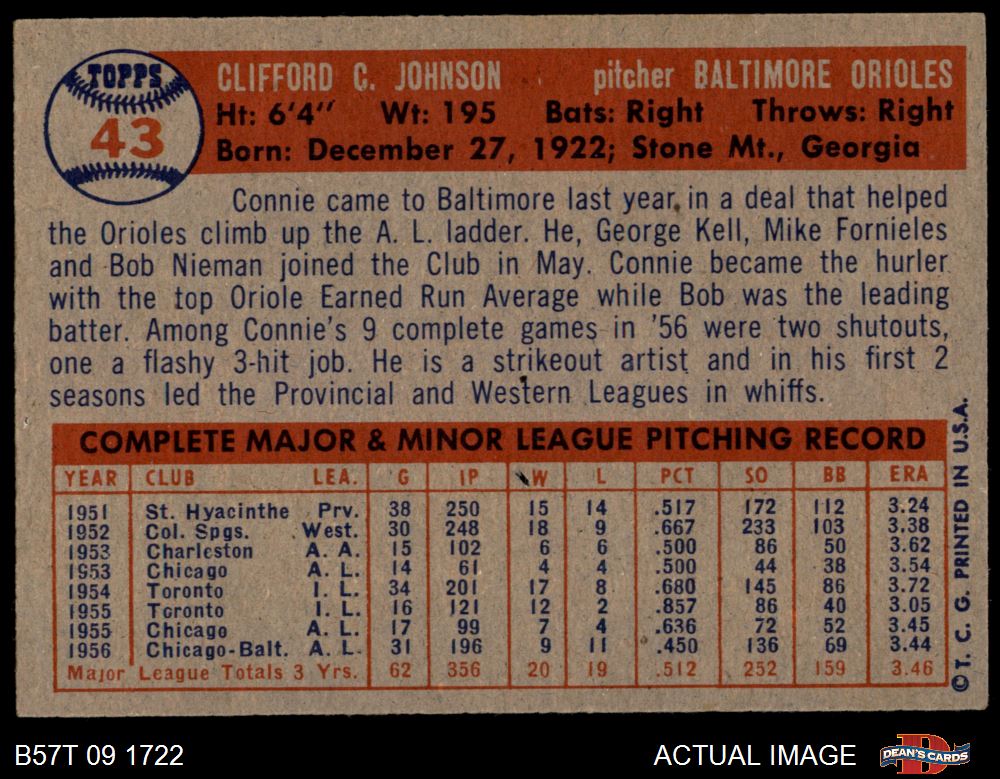 TOPPS
43
CLIFFORD C. JOHNSON pitcher BALTIMORE ORIOLES
Ht: 6'4" Wt: 195 Bats: Right Throws: Right
Born: December 27, 1922; Stone Mt., Georgia
Connie came to Baltimore last year in a deal that helped
the Orioles climb up the A. L. ladder. He, George Kell, Mike Fornieles
and Bob Nieman joined the Club in May. Connie became the hurler
with the top Oriole Earned Run Average while Bob was the leading
batter. Among Connie's 9 complete games in '56 were two shutouts,
one a flashy 3-hit job. He is a strikeout artist and in his first 2
seasons led the Provincial and Western Leagues in whiffs.
COMPLETE MAJOR & MINOR LEAGUE PITCHING RECORD
YEAR CLUB LEA. G IP W L PCT SO BB ERA
1951 St. Hyacinthe Prv. 38 250 15 14 .517 172 112 3.24
1952 Col. Spgs. West. 30 248 18 9 .667 233 103 3.38
1953 Charleston A. A. 15 102 6 6 .500 86 50 3.62
1953 Chicago A. L. 14 61 4 4 .500 44 38 3.54
1954 Toronto I. L. 34 201 17 8 .680 145 86 3.72
1955 Toronto I. L. 16 121 12 2 .857 86 40 3.05
1955 Chicago A. L. 17 99 7 4 .636 72 52 3.45
1956 Chicago-Balt. A. L. 31 196 9 11 .450 136 69 3.44
Major League Totals 3 Yrs. 62 356 20 19 .512 252 159 3.46
© T. C. G. PRINTED IN U.S.A.
B57T 09 1722 ACTUAL IMAGE DEAN'S CARDS